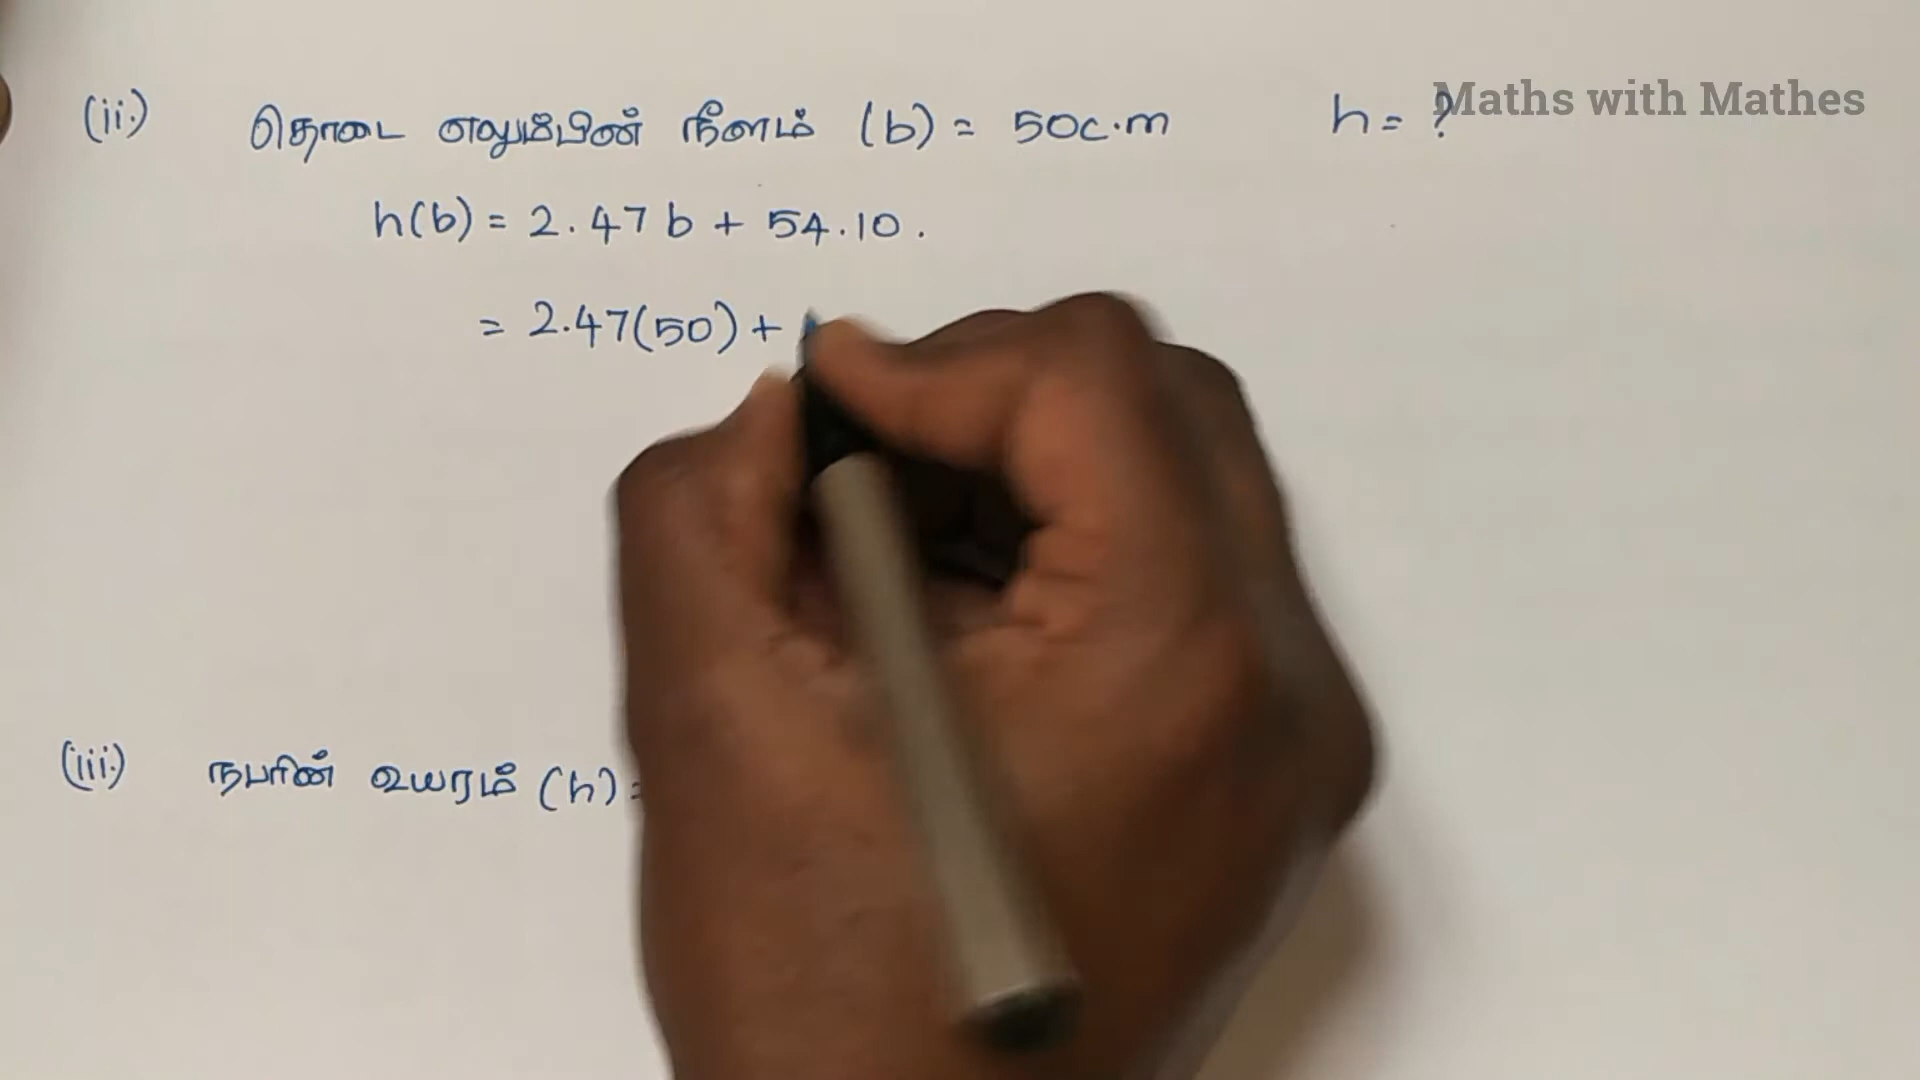 (ii) தொடை எலும்பின் நீளம் (b) = 50c.m h = ?
Maths with Mathes
h(b) = 2.47 b + 54.10.
= 2.47(50) +
(iii) நபரின் உயரம் (h) =